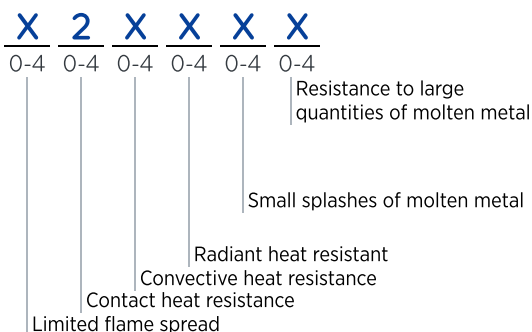 X 2 X X X X
0-4 0-4 0-4 0-4 0-4 0-4
Resistance to large
quantities of molten metal
Small splashes of molten metal
Radiant heat resistant
Convective heat resistance
Contact heat resistance
Limited flame spread